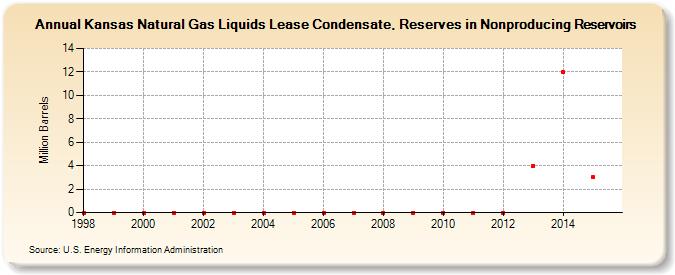 Annual Kansas Natural Gas Liquids Lease Condensate, Reserves in Nonproducing Reservoirs
Million Barrels
14
12
10
8
6
4
2
0
1998 2000 2002 2004 2006 2008 2010 2012 2014
Source: U.S. Energy Information Administration